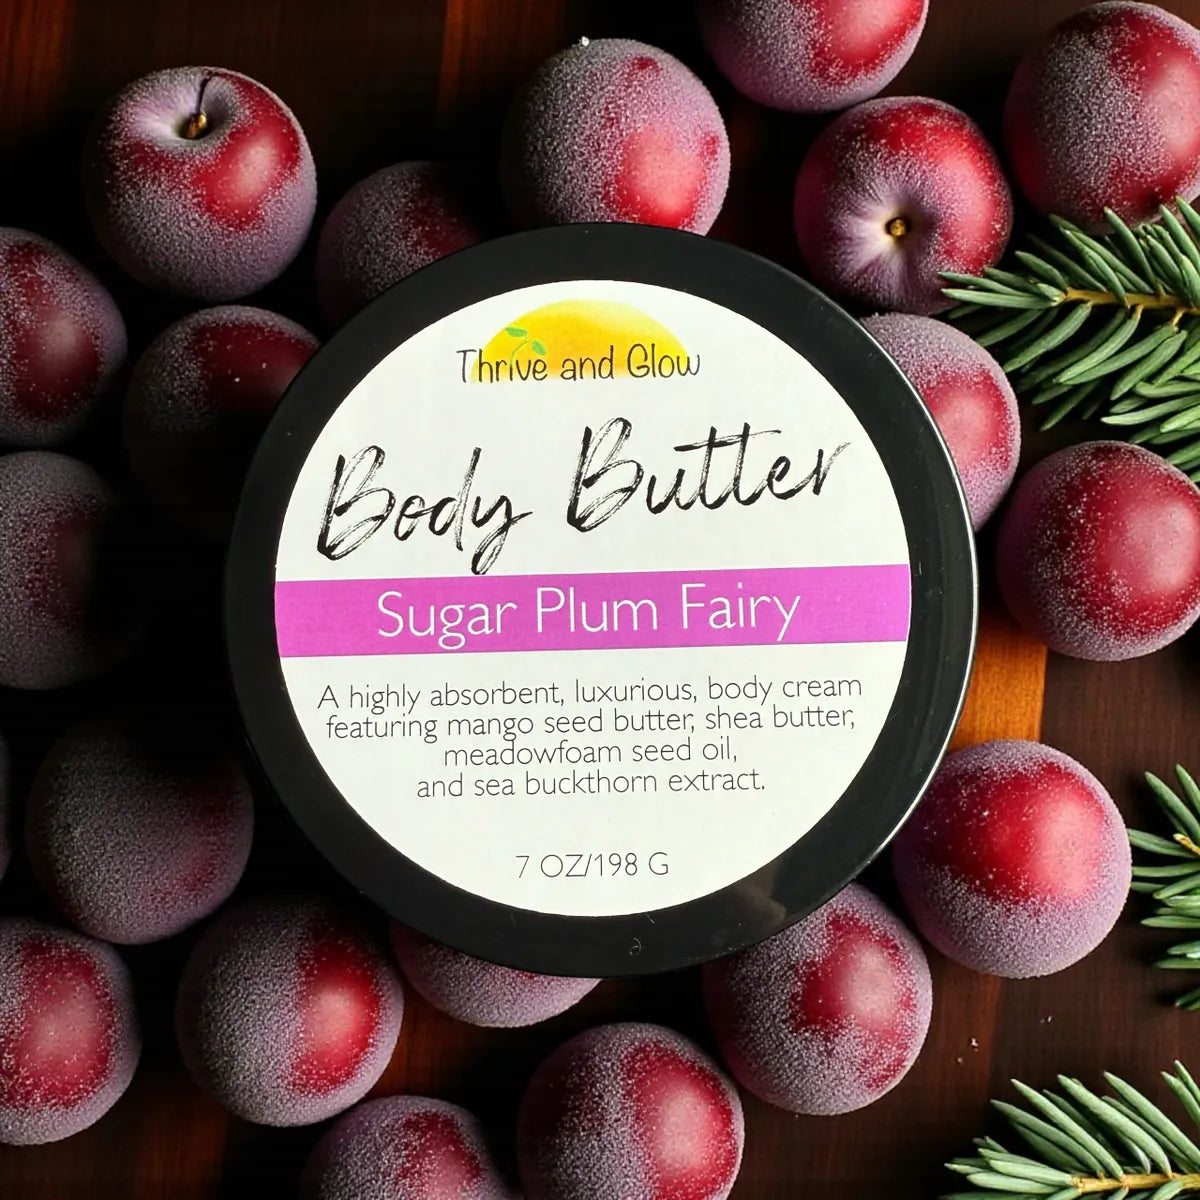 Thrive and Glow
Body Butter
Sugar Plum Fairy
A highly absorbent, luxurious, body cream
featuring mango seed butter, shea butter,
meadowfoam seed oil,
and sea buckthorn extract.
7 OZ/198 G